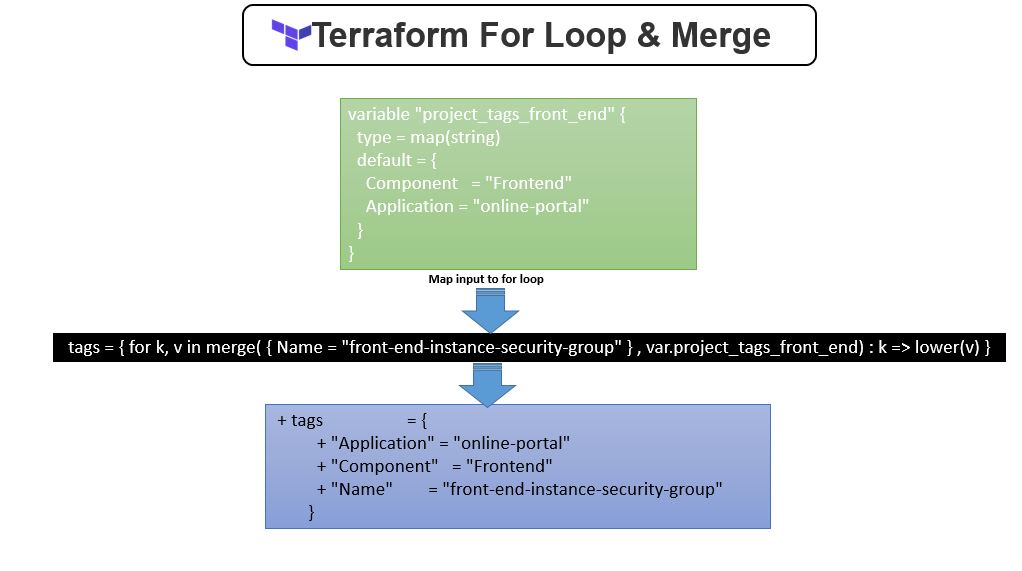 Terraform For Loop & Merge
variable "project_tags_front_end" {
type = map(string)
default = {
Component = "Frontend"
Application = "online-portal"
}
}
Map input to for loop
tags = { for k, v in merge( { Name = "front-end-instance-security-group" } , var.project_tags_front_end) : k => lower(v) }
+ tags = {
+ "Application" = "online-portal"
+ "Component" = "Frontend"
+ "Name" = "front-end-instance-security-group"
}